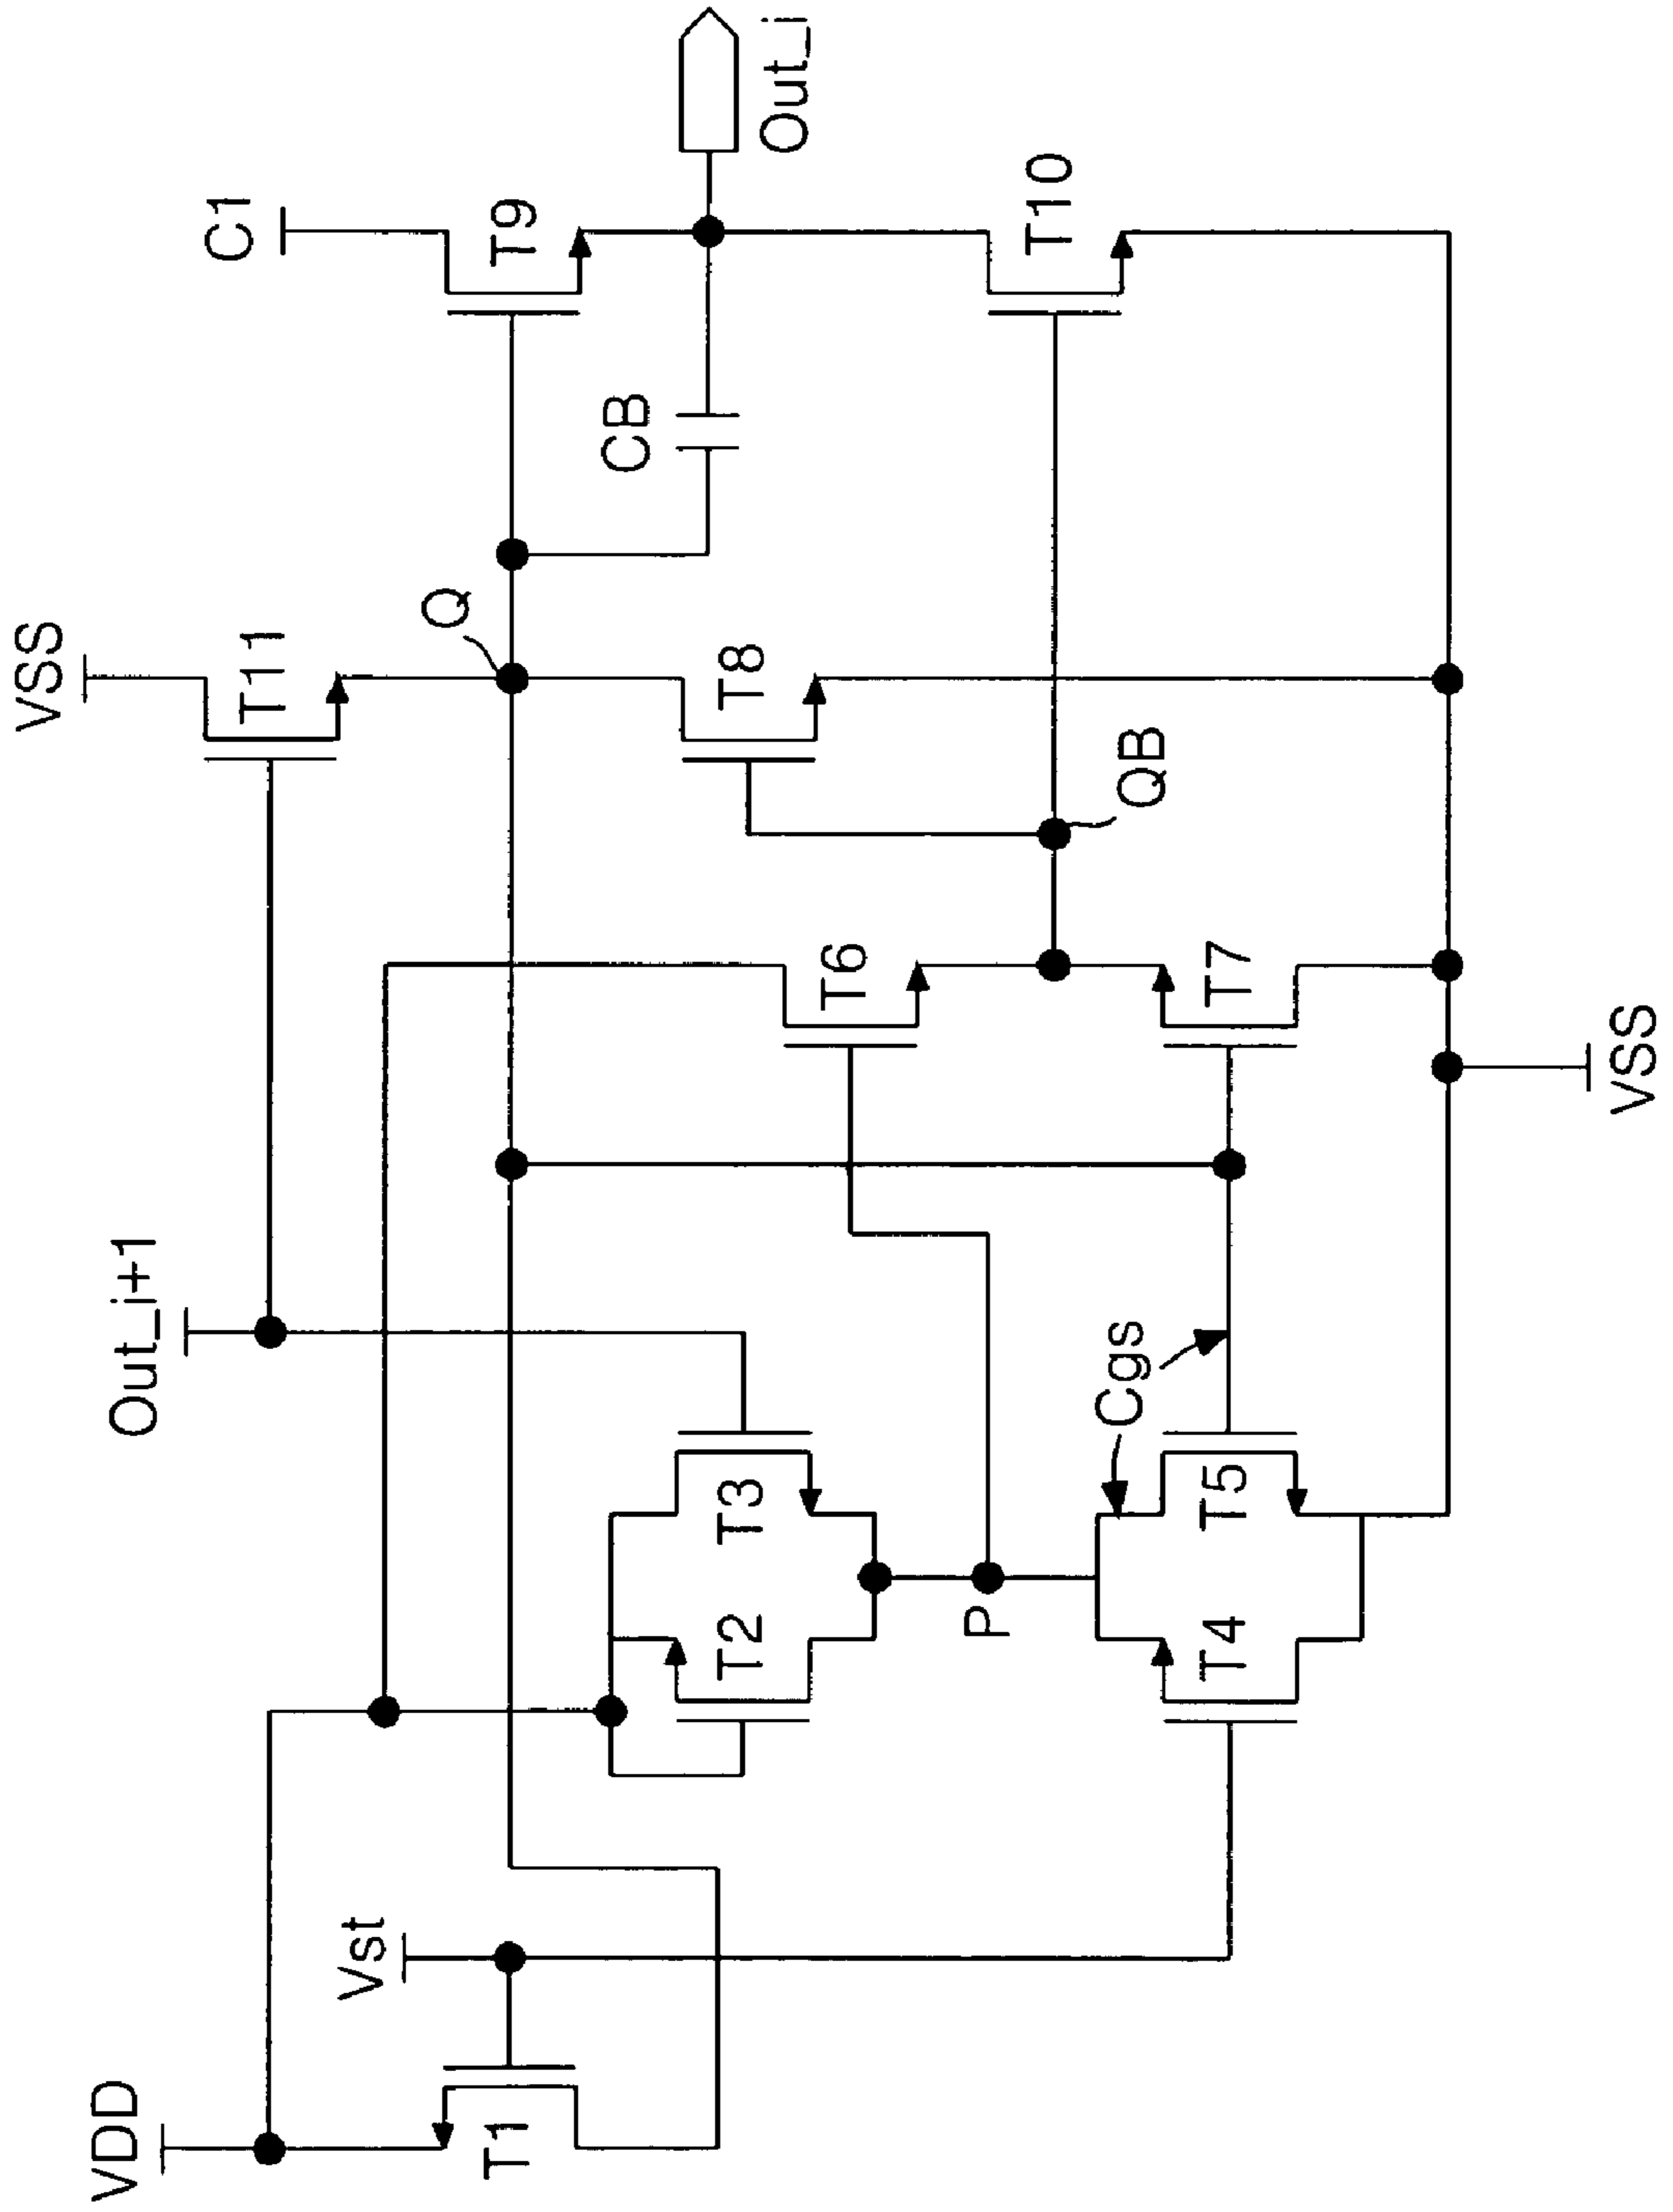 VSS
C1
T11
T9
Q
Out_i
CB
Out_i+1
T8
T10
VDD
Vst
T6
QB
T3
T2
T7
T1
P
Cgs
T5
T4
VSS